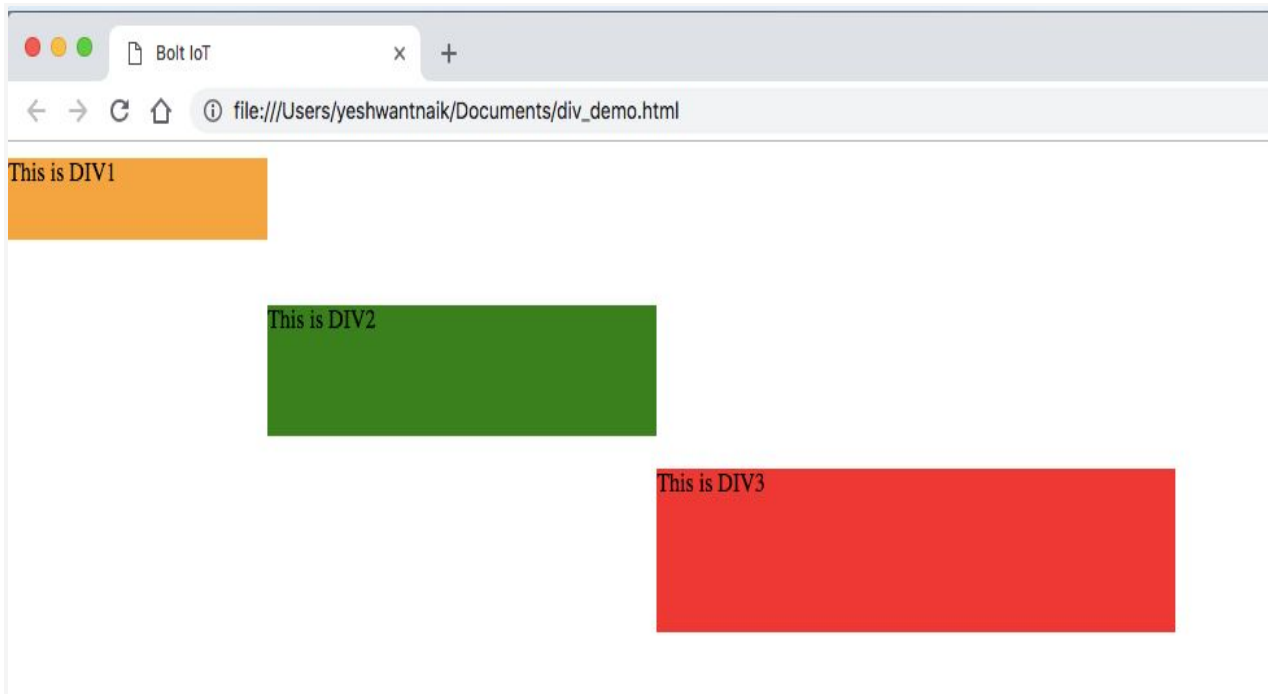 Bolt IoT
file:///Users/yeshwantnaik/Documents/div_demo.html
This is DIV1
This is DIV2
This is DIV3